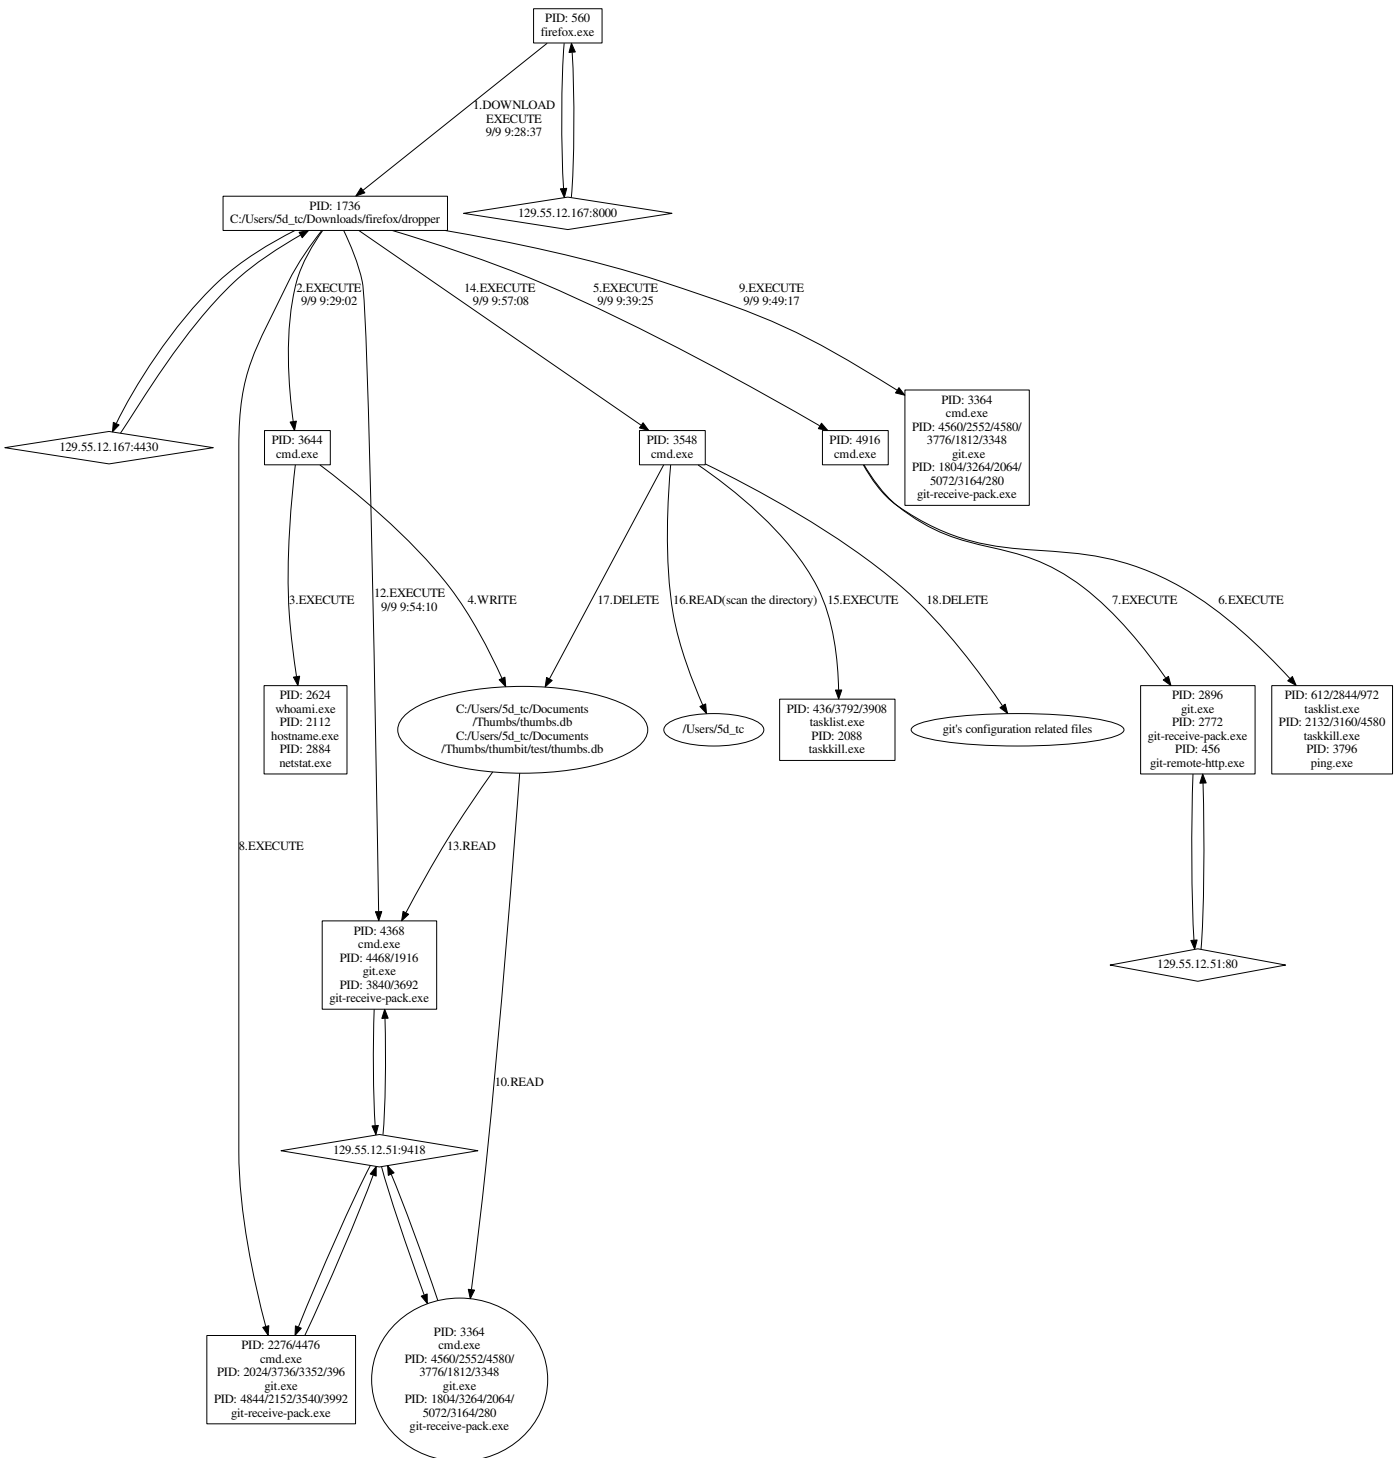 PID: 560
firefox.exe
1.DOWNLOAD
EXECUTE
9/9 9:28:37
PID: 1736
C:/Users/5d_tc/Downloads/firefox/dropper
129.55.12.167:8000
2.EXECUTE
9/9 9:29:02
14.EXECUTE
9/9 9:57:08
5.EXECUTE
9/9 9:39:25
9.EXECUTE
9/9 9:49:17
129.55.12.167:4430
PID: 3644
cmd.exe
PID: 3548
cmd.exe
PID: 4916
cmd.exe
PID: 3364
cmd.exe
PID: 4560/2552/4580/
3776/1812/3348
git.exe
PID: 1804/3264/2064/
5072/3164/280
git-receive-pack.exe
3.EXECUTE
12.EXECUTE
9/9 9:54:10
4.WRITE
17.DELETE
16.READ(scan the directory)
15.EXECUTE
18.DELETE
7.EXECUTE
6.EXECUTE
PID: 2624
whoami.exe
PID: 2112
hostname.exe
PID: 2884
netstat.exe
C:/Users/5d_tc/Documents
/Thumbs/thumbs.db
C:/Users/5d_tc/Documents
/Thumbs/thumbit/test/thumbs.db
/Users/5d_tc
PID: 436/3792/3908
tasklist.exe
PID: 2088
taskkill.exe
git's configuration related files
PID: 2896
git.exe
PID: 2772
git-receive-pack.exe
PID: 456
git-remote-http.exe
PID: 612/2844/972
tasklist.exe
PID: 2132/3160/4580
taskkill.exe
PID: 3796
ping.exe
8.EXECUTE
13.READ
PID: 4368
cmd.exe
PID: 4468/1916
git.exe
PID: 3840/3692
git-receive-pack.exe
129.55.12.51:80
10.READ
129.55.12.51:9418
PID: 2276/4476
cmd.exe
PID: 2024/3736/3352/396
git.exe
PID: 4844/2152/3540/3992
git-receive-pack.exe
PID: 3364
cmd.exe
PID: 4560/2552/4580/
3776/1812/3348
git.exe
PID: 1804/3264/2064/
5072/3164/280
git-receive-pack.exe